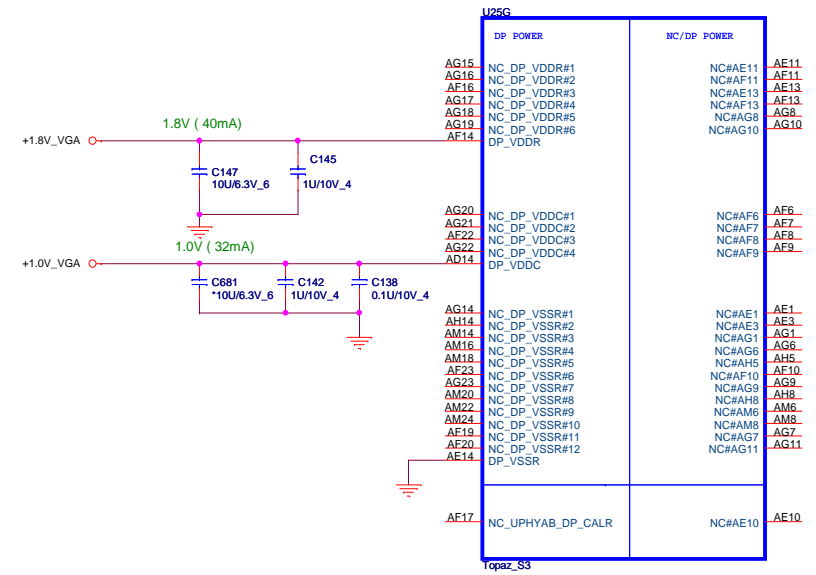 U25G
DP POWER NC/DP POWER
AG15 NC_DP_VDDR#1 NC#AE11 AE11
AG16 NC_DP_VDDR#2 NC#AF11 AF11
AF16 NC_DP_VDDR#3 NC#AE13 AE13
AG17 NC_DP_VDDR#4 NC#AF13 AF13
AG18 NC_DP_VDDR#5 NC#AG8 AG8
AG19 NC_DP_VDDR#6 NC#AG10 AG10
1.8V ( 40mA)
+1.8V_VGA AF14 DP_VDDR
C147
10U/6.3V_6
C145
1U/10V_4
AG20 NC_DP_VDDC#1 NC#AF6 AF6
AG21 NC_DP_VDDC#2 NC#AF7 AF7
AF22 NC_DP_VDDC#3 NC#AF8 AF8
AG22 NC_DP_VDDC#4 NC#AF9 AF9
1.0V ( 32mA)
+1.0V_VGA AD14 DP_VDDC
C681
*10U/6.3V_6
C142
1U/10V_4
C138
0.1U/10V_4
AG14 NC_DP_VSSR#1 NC#AE1 AE1
AH14 NC_DP_VSSR#2 NC#AE3 AE3
AM14 NC_DP_VSSR#3 NC#AG1 AG1
AM16 NC_DP_VSSR#4 NC#AG6 AG6
AM18 NC_DP_VSSR#5 NC#AH5 AH5
AF23 NC_DP_VSSR#6 NC#AF10 AF10
AG23 NC_DP_VSSR#7 NC#AG9 AG9
AM20 NC_DP_VSSR#8 NC#AH8 AH8
AM22 NC_DP_VSSR#9 NC#AM6 AM6
AM24 NC_DP_VSSR#10 NC#AM8 AM8
AF19 NC_DP_VSSR#11 NC#AG7 AG7
AF20 NC_DP_VSSR#12 NC#AG11 AG11
AE14 DP_VSSR
AF17 NC_UPHYAB_DP_CALR NC#AE10 AE10
Topaz_S3